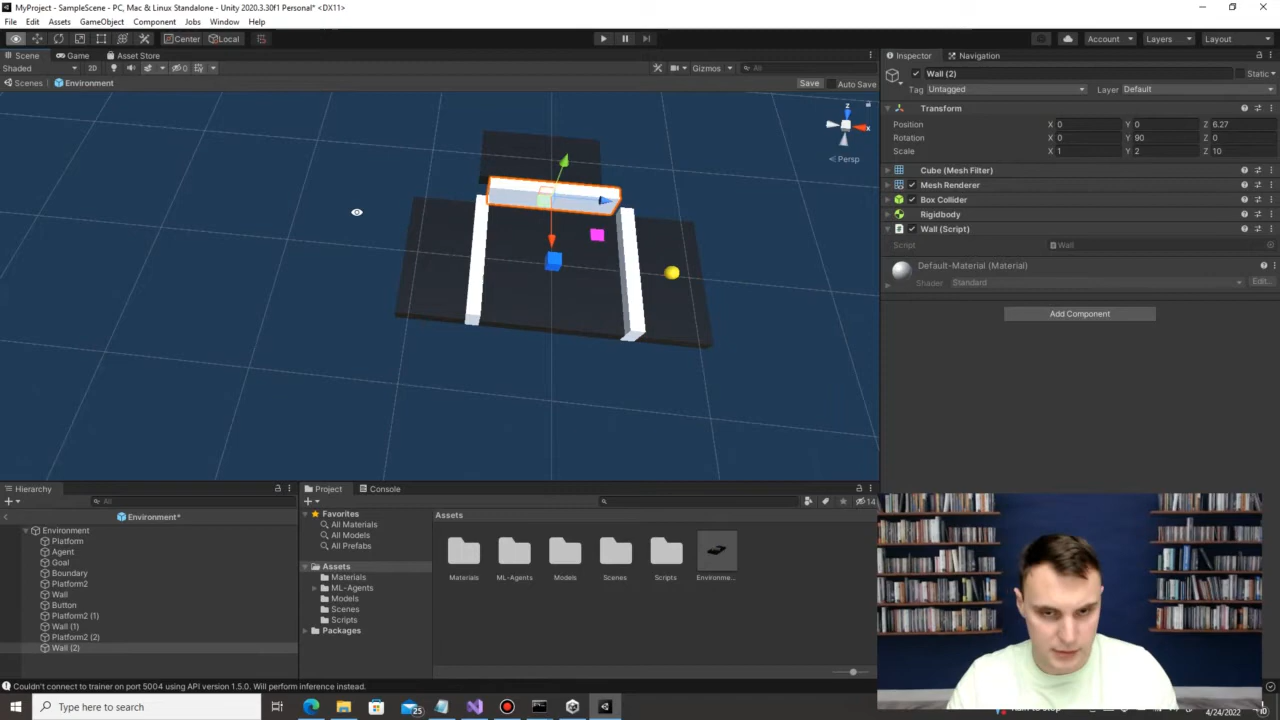 MyProject - SampleScene - PC, Mac & Linux Standalone - Unity 2020.3.30f1 Personal* <DX11>
File Edit Assets GameObject Component Jobs Window Help
Center Local Account Layers Layout
Scene Game Asset Store
Shaded 2D 0 Gizmos All
Scenes Environment Save Auto Save
z
x
Persp
Inspector Navigation
Wall (2) Static
Tag Untagged Layer Default
Transform
Position X 0 Y 0 Z 6.27
Rotation X 0 Y 90 Z 0
Scale X 1 Y 2 Z 10
Cube (Mesh Filter)
Mesh Renderer
Box Collider
Rigidbody
Wall (Script)
Script Wall
Default-Material (Material)
Shader Standard Edit...
Add Component
Hierarchy
All
Environment*
Environment
Platform
Agent
Goal
Boundary
Platform2
Wall
Button
Platform2 (1)
Wall (1)
Platform2 (2)
Wall (2)
Project Console
14
Favorites
All Materials
All Models
All Prefabs
Assets
Materials
ML-Agents
Models
Scenes
Scripts
Packages
Assets
Materials ML-Agents Models Scenes Scripts Environme...
Couldn't connect to trainer on port 5004 using API version 1.5.0. Will perform inference instead.
Type here to search
25
4/24/2022